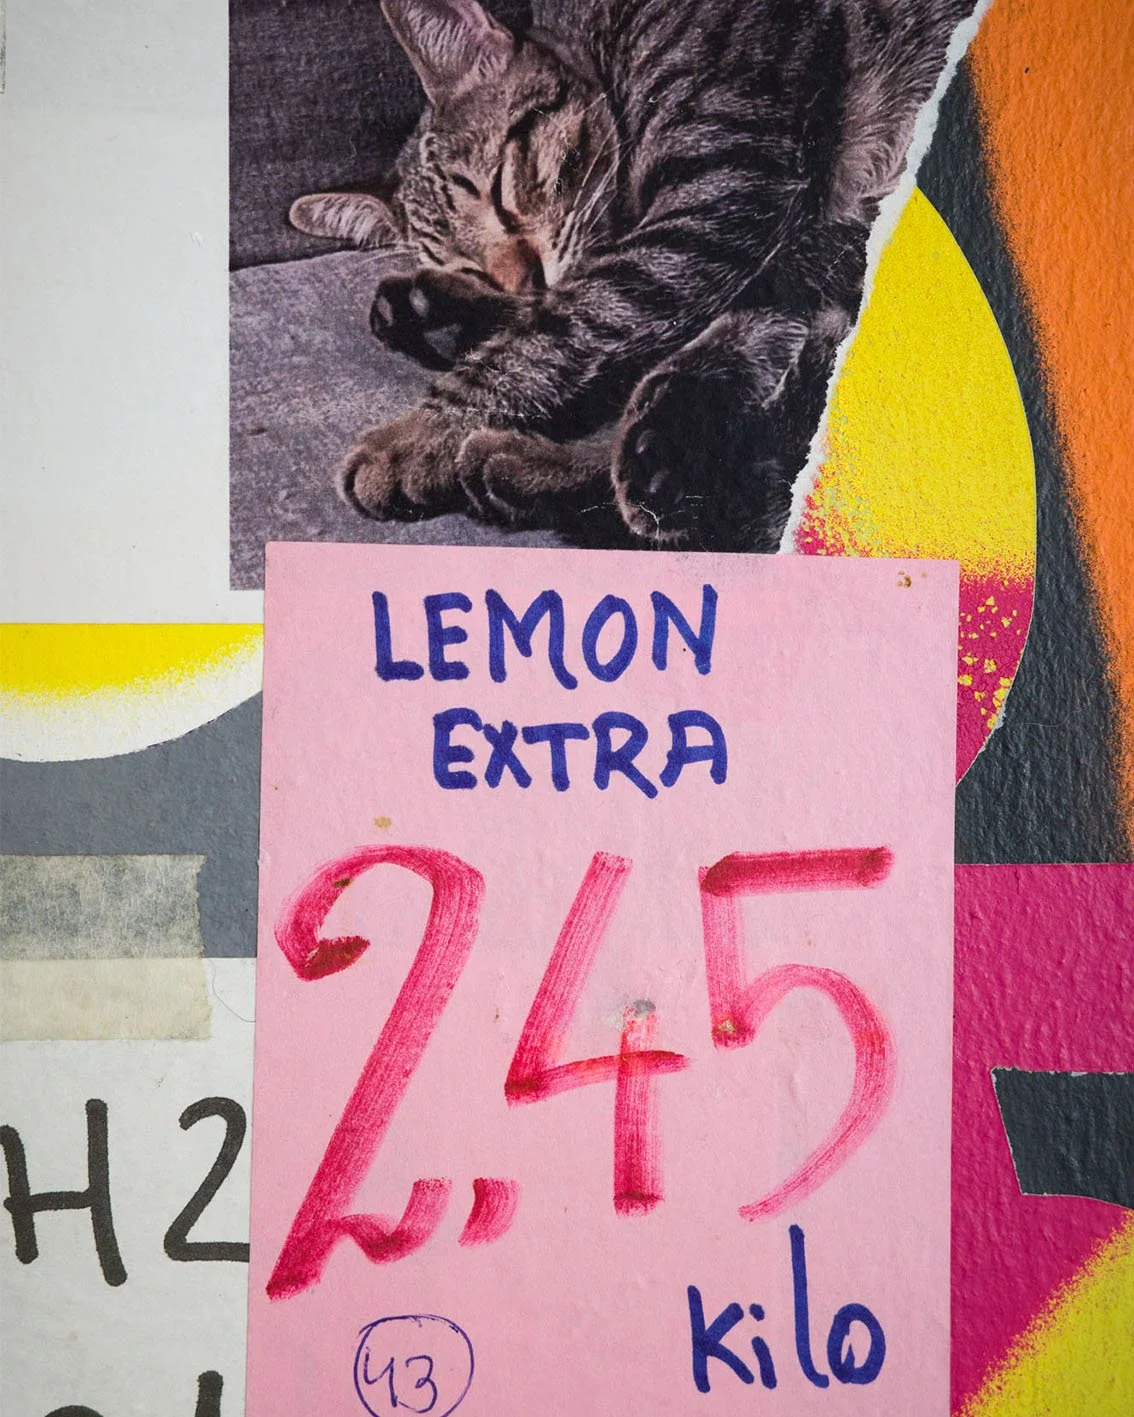 LEMON
EXTRA
2,45
kilo
43
H2